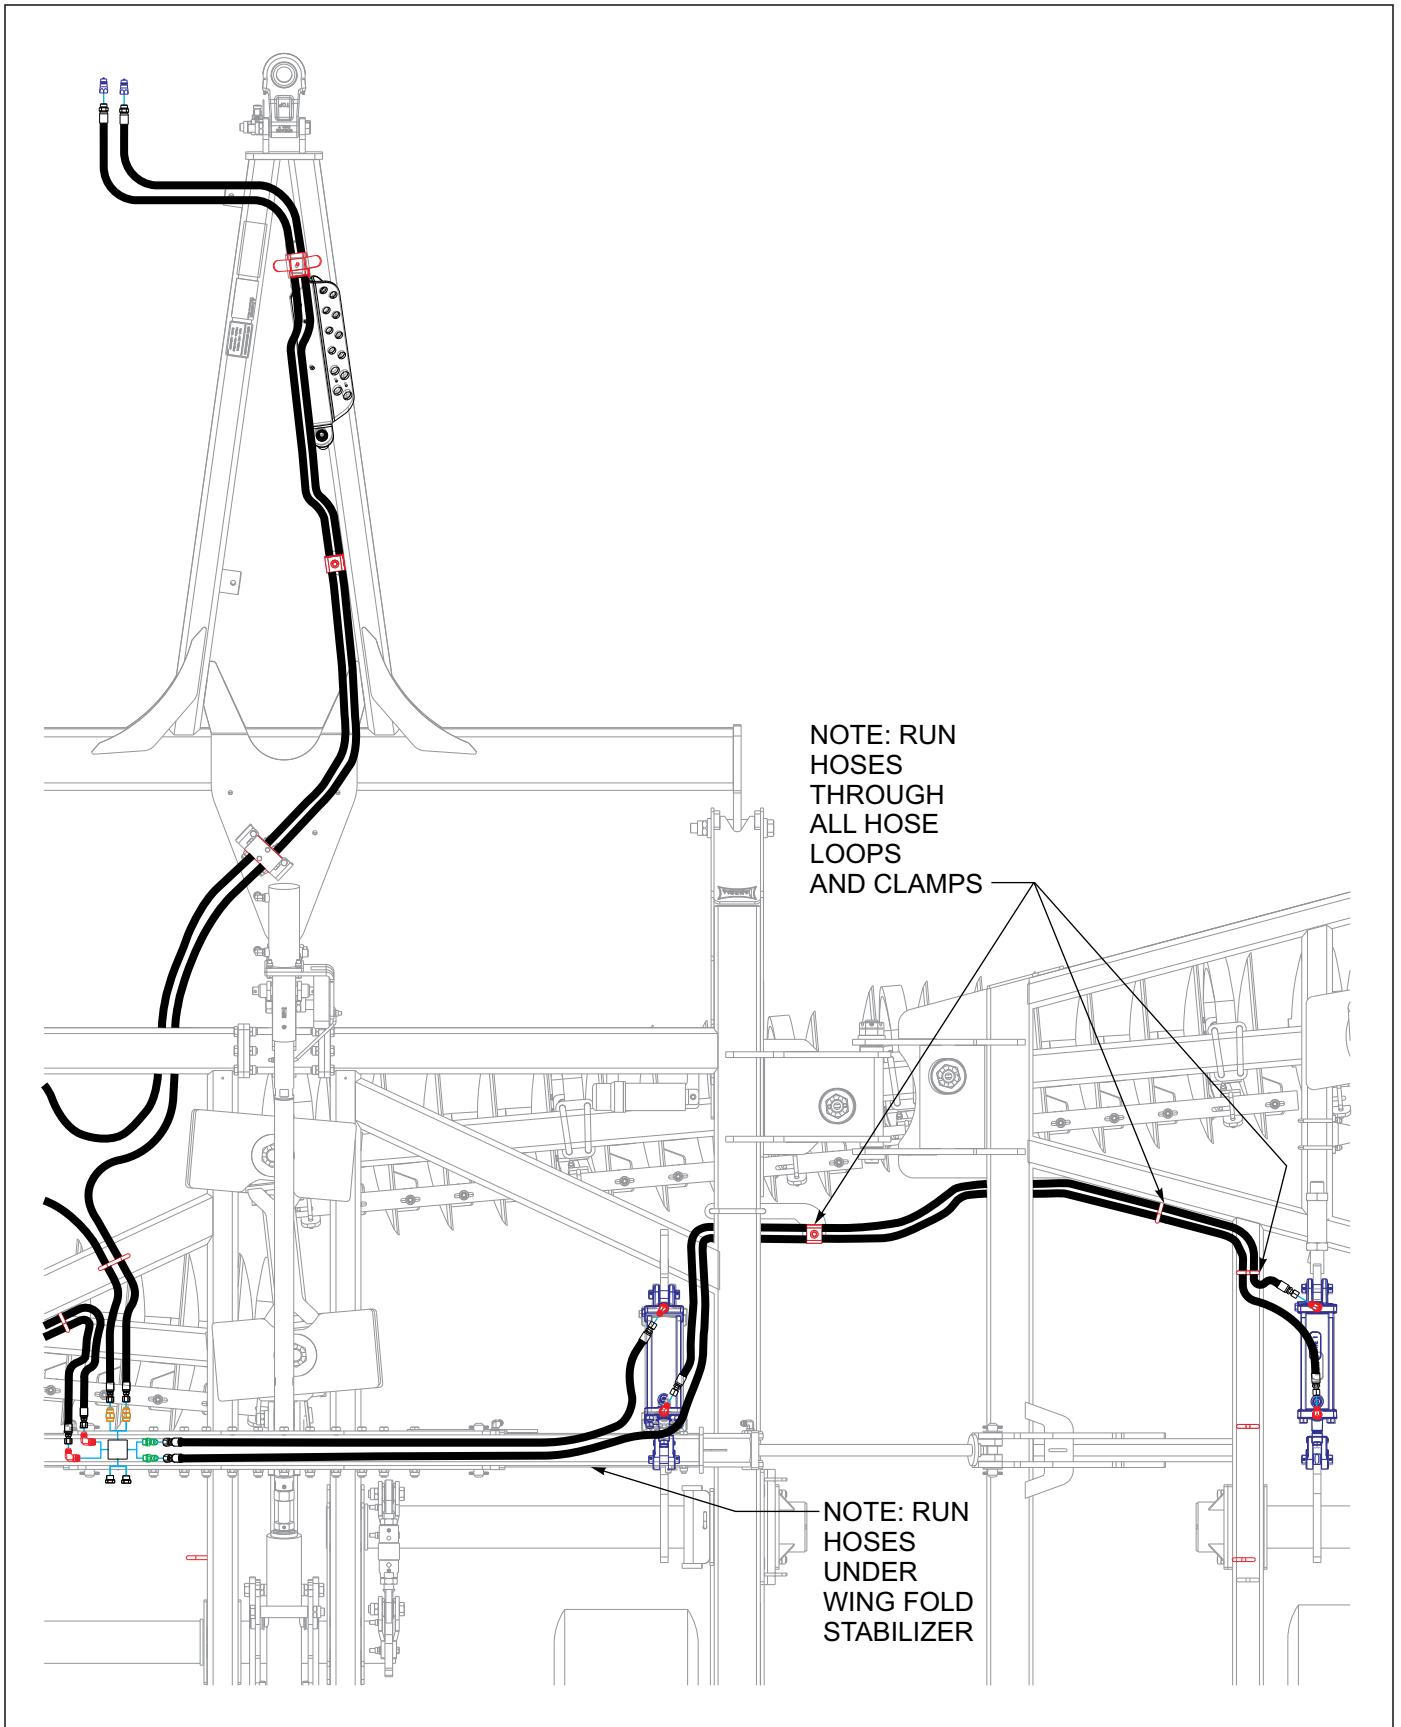 NOTE: RUN
HOSES
THROUGH
ALL HOSE
LOOPS
AND CLAMPS
NOTE: RUN
HOSES
UNDER
WING FOLD
STABILIZER